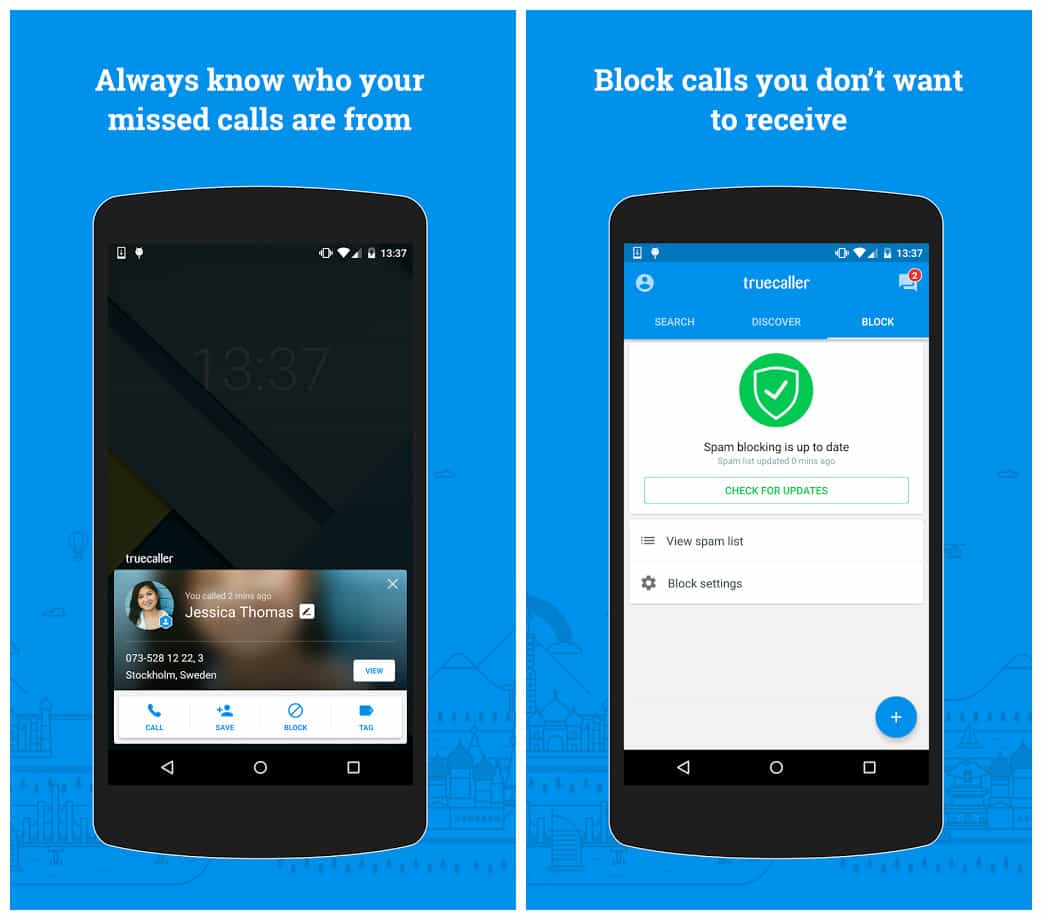 Always know who your
missed calls are from
13:37
13:37
truecaller
You called 2 mins ago
Jessica Thomas
073-528 12 22, 3
Stockholm, Sweden
VIEW
CALL SAVE BLOCK TAG
Block calls you don’t want
to receive
13:37
truecaller
2
SEARCH DISCOVER BLOCK
Spam blocking is up to date
Spam list updated 0 mins ago
CHECK FOR UPDATES
View spam list
Block settings